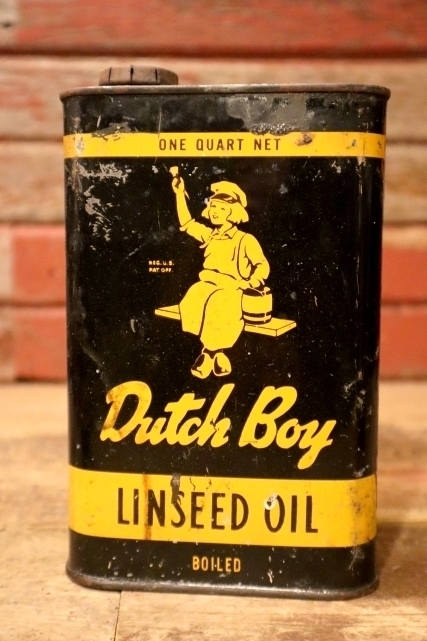 ONE QUART NET
REG. U.S.
PAT OFF.
Dutch Boy
LINSEED OIL
BOILED